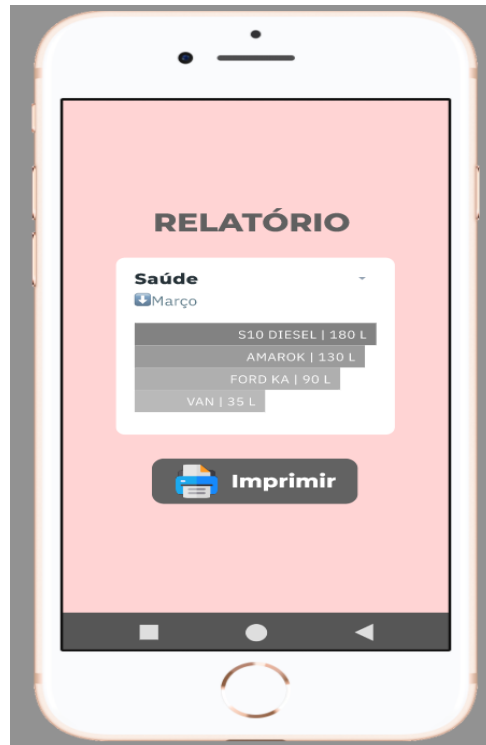 RELATÓRIO
Saúde
Março
S10 DIESEL | 180 L
AMAROK | 130 L
FORD KA | 90 L
VAN | 35 L
Imprimir